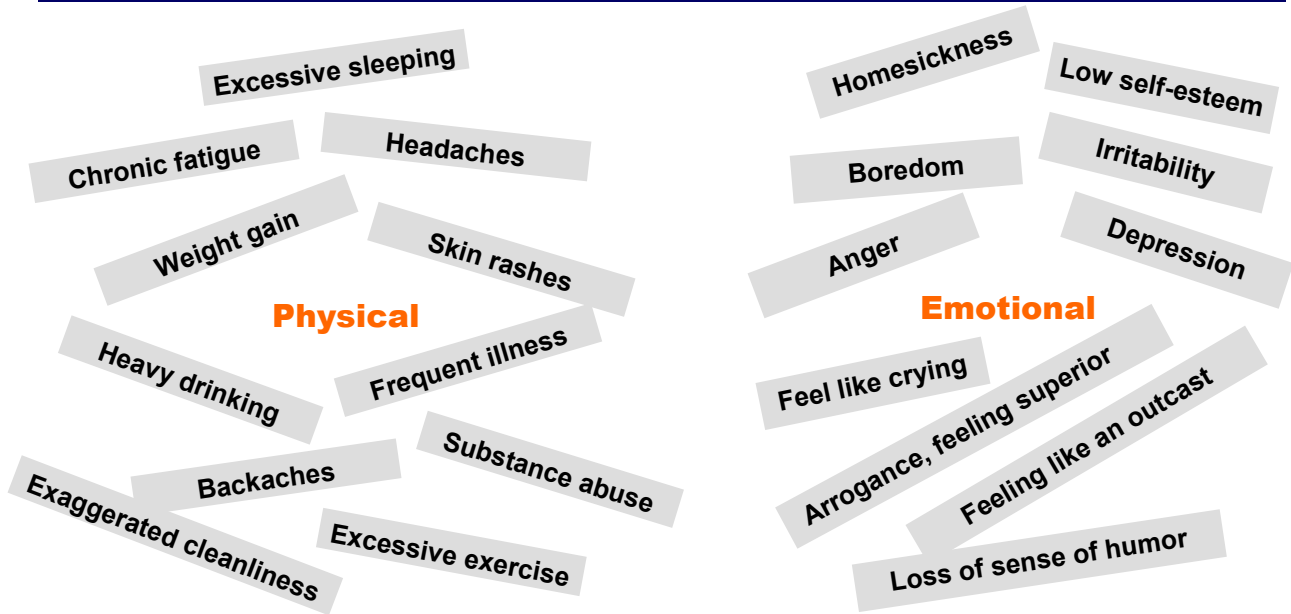 Excessive sleeping
Chronic fatigue
Headaches
Weight gain
Skin rashes
Physical
Heavy drinking
Frequent illness
Substance abuse
Backaches
Exaggerated cleanliness
Excessive exercise
Homesickness
Low self-esteem
Boredom
Irritability
Anger
Depression
Emotional
Feel like crying
Arrogance, feeling superior
Feeling like an outcast
Loss of sense of humor